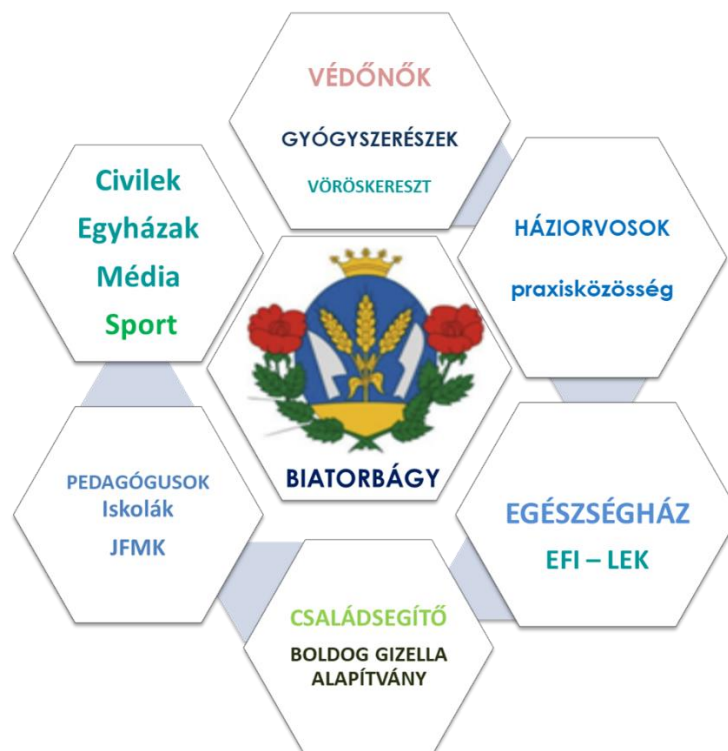 VÉDŐNŐK
GYÓGYSZERÉSZEK
VÖRÖSKERESZT
HÁZIORVOSOK
praxisközösség
EGÉSZSÉGHÁZ
EFI – LEK
CSALÁDSEGÍTŐ
BOLDOG GIZELLA
ALAPÍTVÁNY
PEDAGÓGUSOK
Iskolák
JFMK
Civilek
Egyházak
Média
Sport
BIATORBÁGY